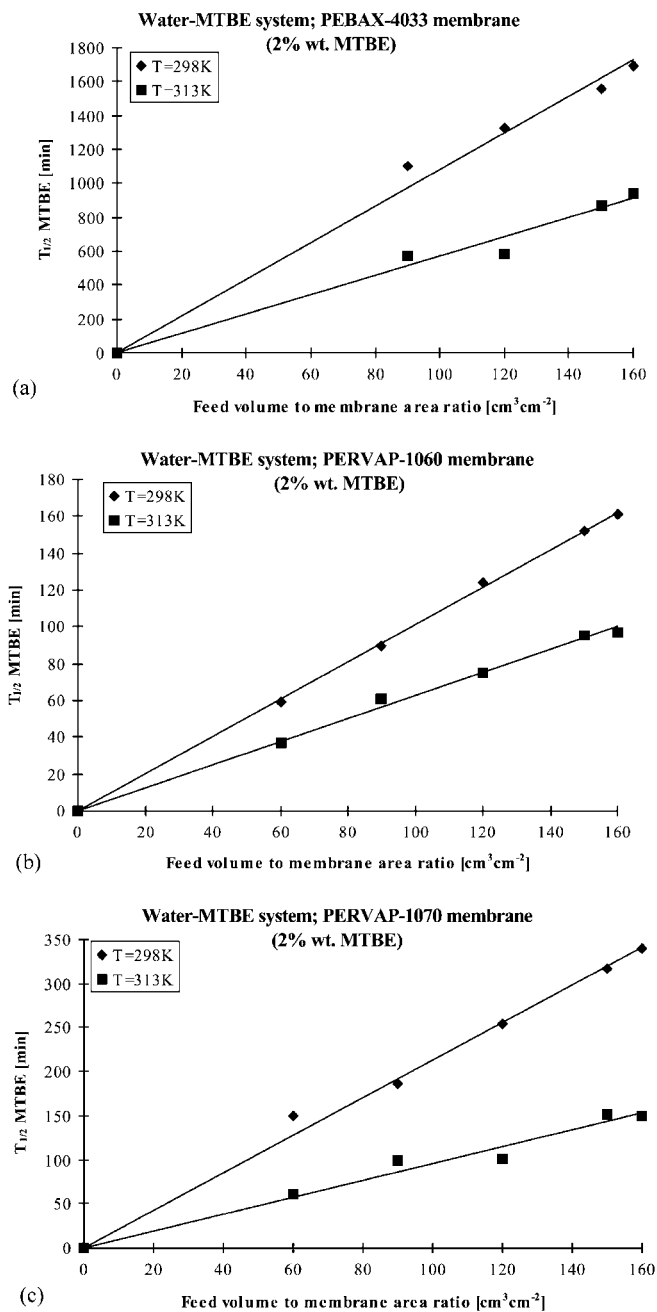 Water-MTBE system; PEBAX-4033 membrane
(2% wt. MTBE)
1800
1600
1400
1200
1000
800
600
400
200
0
T=298K
T=313K
T1/2 MTBE [min]
0 20 40 60 80 100 120 140 160
(a)
Feed volume to membrane area ratio [cm³cm⁻²]
Water-MTBE system; PERVAP-1060 membrane
(2% wt. MTBE)
180
160
140
120
100
80
60
40
20
0
T=298K
T=313K
T1/2 MTBE [min]
0 20 40 60 80 100 120 140 160
(b)
Feed volume to membrane area ratio [cm³cm⁻²]
Water-MTBE system; PERVAP-1070 membrane
(2% wt. MTBE)
350
300
250
200
150
100
50
0
T=298K
T=313K
T1/2 MTBE [min]
0 20 40 60 80 100 120 140 160
(c)
Feed volume to membrane area ratio [cm³cm⁻²]